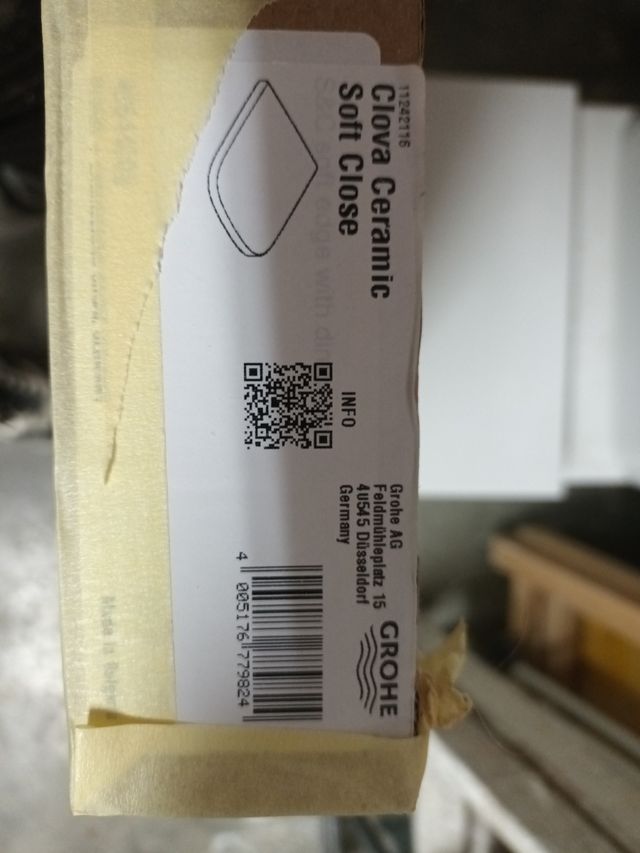 11242116
Clova Ceramic
Soft Close
INFO
Grohe AG
Feldmühleplatz 15
40545 Düsseldorf
Germany
GROHE
4 005176 779824